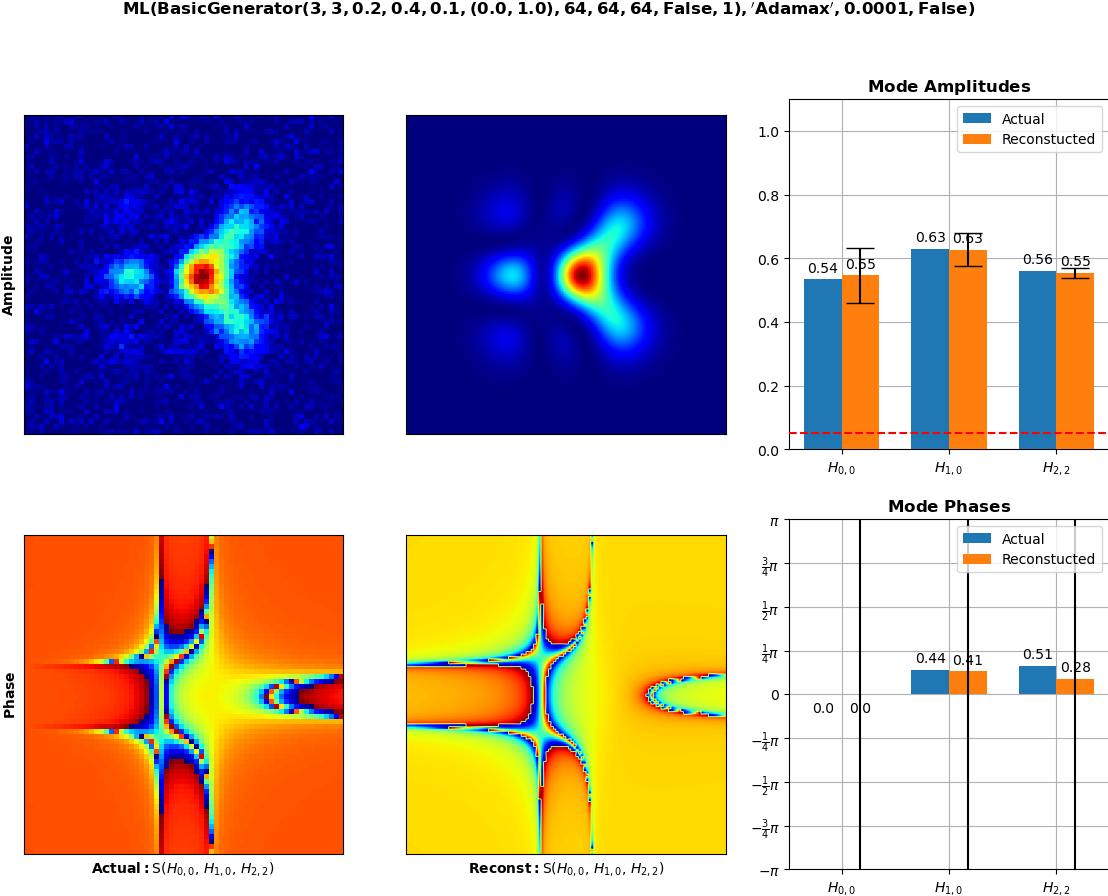 ML(BasicGenerator(3, 3, 0.2, 0.4, 0.1, (0.0, 1.0), 64, 64, 64, False, 1), ′Adamax′, 0.0001, False)
Amplitude
Mode Amplitudes
Actual
Reconstucted
1.0
0.8
0.6
0.4
0.2
0.0
0.54
0.55
0.63
0.63
0.56
0.55
H0,0
H1,0
H2,2
Phase
Actual: S(H0,0, H1,0, H2,2)
Reconst: S(H0,0, H1,0, H2,2)
Mode Phases
Actual
Reconstucted
π
3/4π
1/2π
1/4π
0
−1/4π
−1/2π
−3/4π
−π
0.0
0.0
0.44
0.41
0.51
0.28
H0,0
H1,0
H2,2